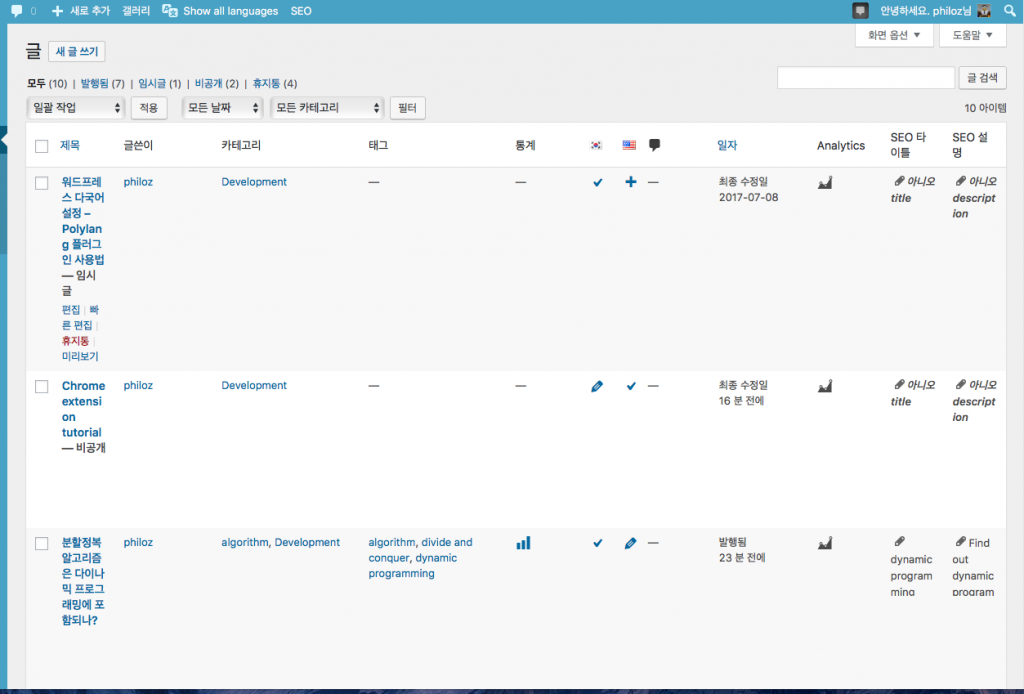 0 새로 추가 갤러리 Show all languages SEO 안녕하세요. philoz님
화면 옵션 ▼ 도움말 ▼
글 새 글 쓰기
모두 (10) | 발행됨 (7) | 임시글 (1) | 비공개 (2) | 휴지통 (4)
글 검색
일괄 작업 적용 모든 날짜 모든 카테고리 필터
10 아이템
제목 글쓴이 카테고리 태그 통계 일자 Analytics SEO 타이틀 SEO 설명
워드프레
스 다국어
설정 –
Polylan
g 플러그
인 사용법
— 임시
글
편집 | 빠
른 편집 |
휴지통 |
미리보기
philoz
Development
—
—
—
최종 수정일
2017-07-08
아니오
title
아니오
descript
ion
Chrome
extensi
on
tutorial
— 비공개
philoz
Development
—
—
—
최종 수정일
16 분 전에
아니오
title
아니오
descript
ion
분할정복
알고리즘
은 다이나
믹 프로그
래밍에 포
함되나?
philoz
algorithm, Development
algorithm, divide and
conquer, dynamic
programming
—
발행됨
23 분 전에
dynamic
program
ming
Find
out
dynamic
program